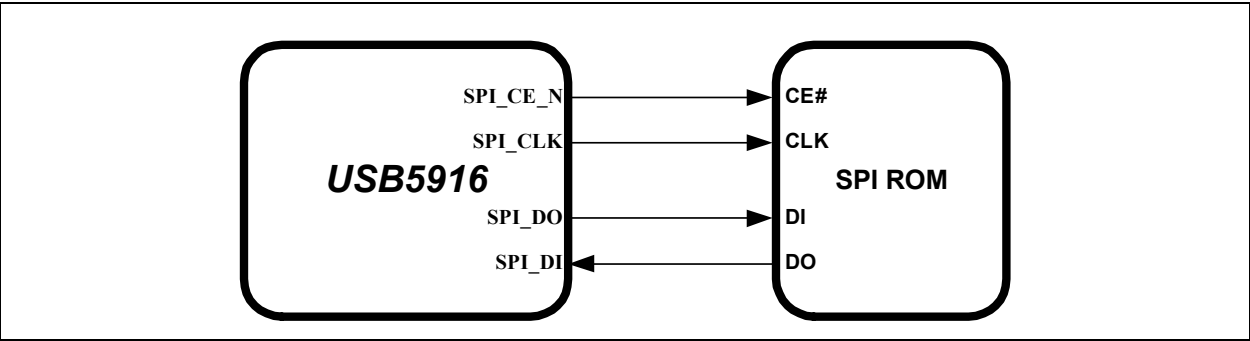 SPI_CE_N
CE#
SPI_CLK
CLK
USB5916
SPI ROM
SPI_DO
DI
SPI_DI
DO